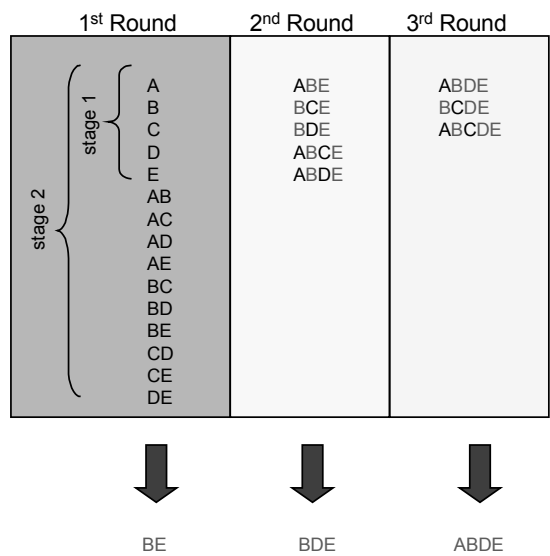 1st Round 2nd Round 3rd Round
stage 1
stage 2
A
B
C
D
E
AB
AC
AD
AE
BC
BD
BE
CD
CE
DE
ABE
BCE
BDE
ABCE
ABDE
ABDE
BCDE
ABCDE
BE BDE ABDE